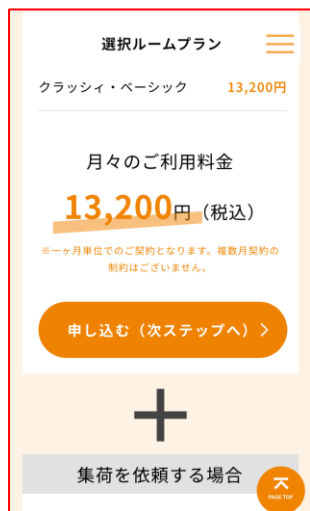 選択ルームプラン
クラッシィ・ベーシック 13,200円
月々のご利用料金
13,200円（税込）
※一ヶ月単位でのご契約となります。複数月契約の
制約はございません。
申し込む（次ステップへ）
集荷を依頼する場合
PAGE TOP